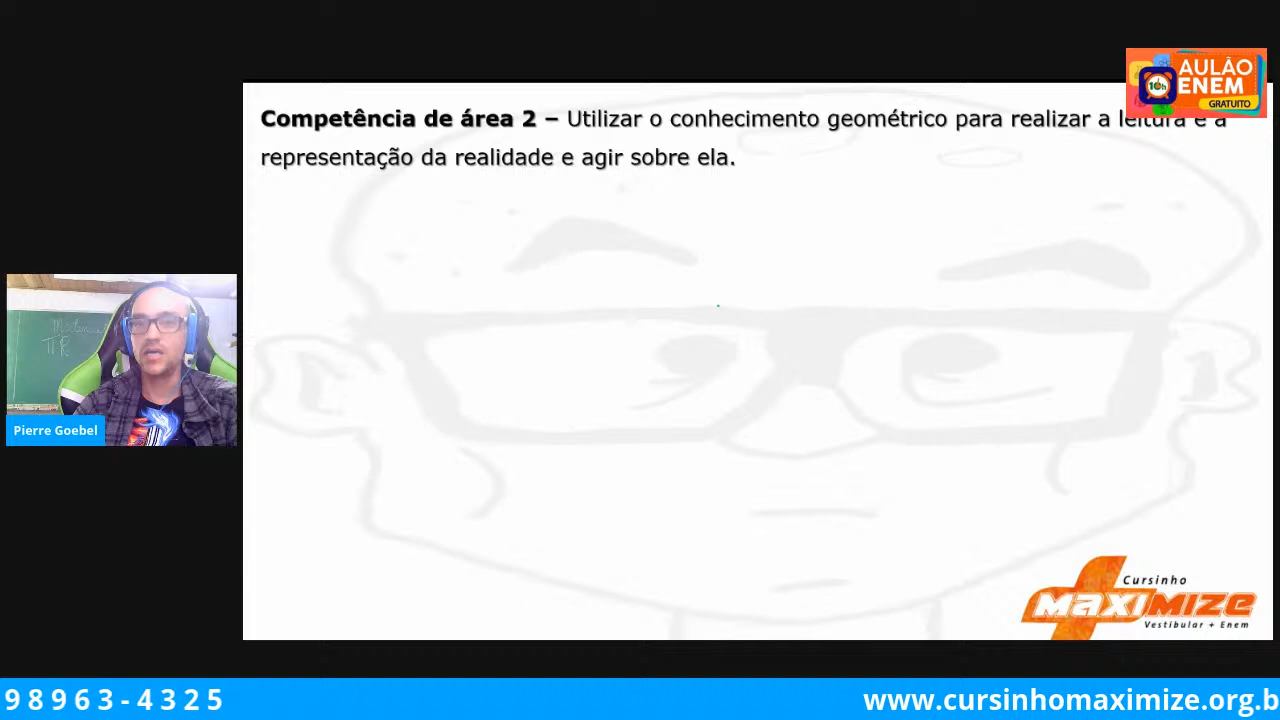 AULÃO
ENEM
10h
GRATUITO
Competência de área 2 – Utilizar o conhecimento geométrico para realizar a leitura e a
representação da realidade e agir sobre ela.
Pierre Goebel
Cursinho
MAXIMIZE
Vestibular + Enem
98963-4325
www.cursinhomaximize.org.b